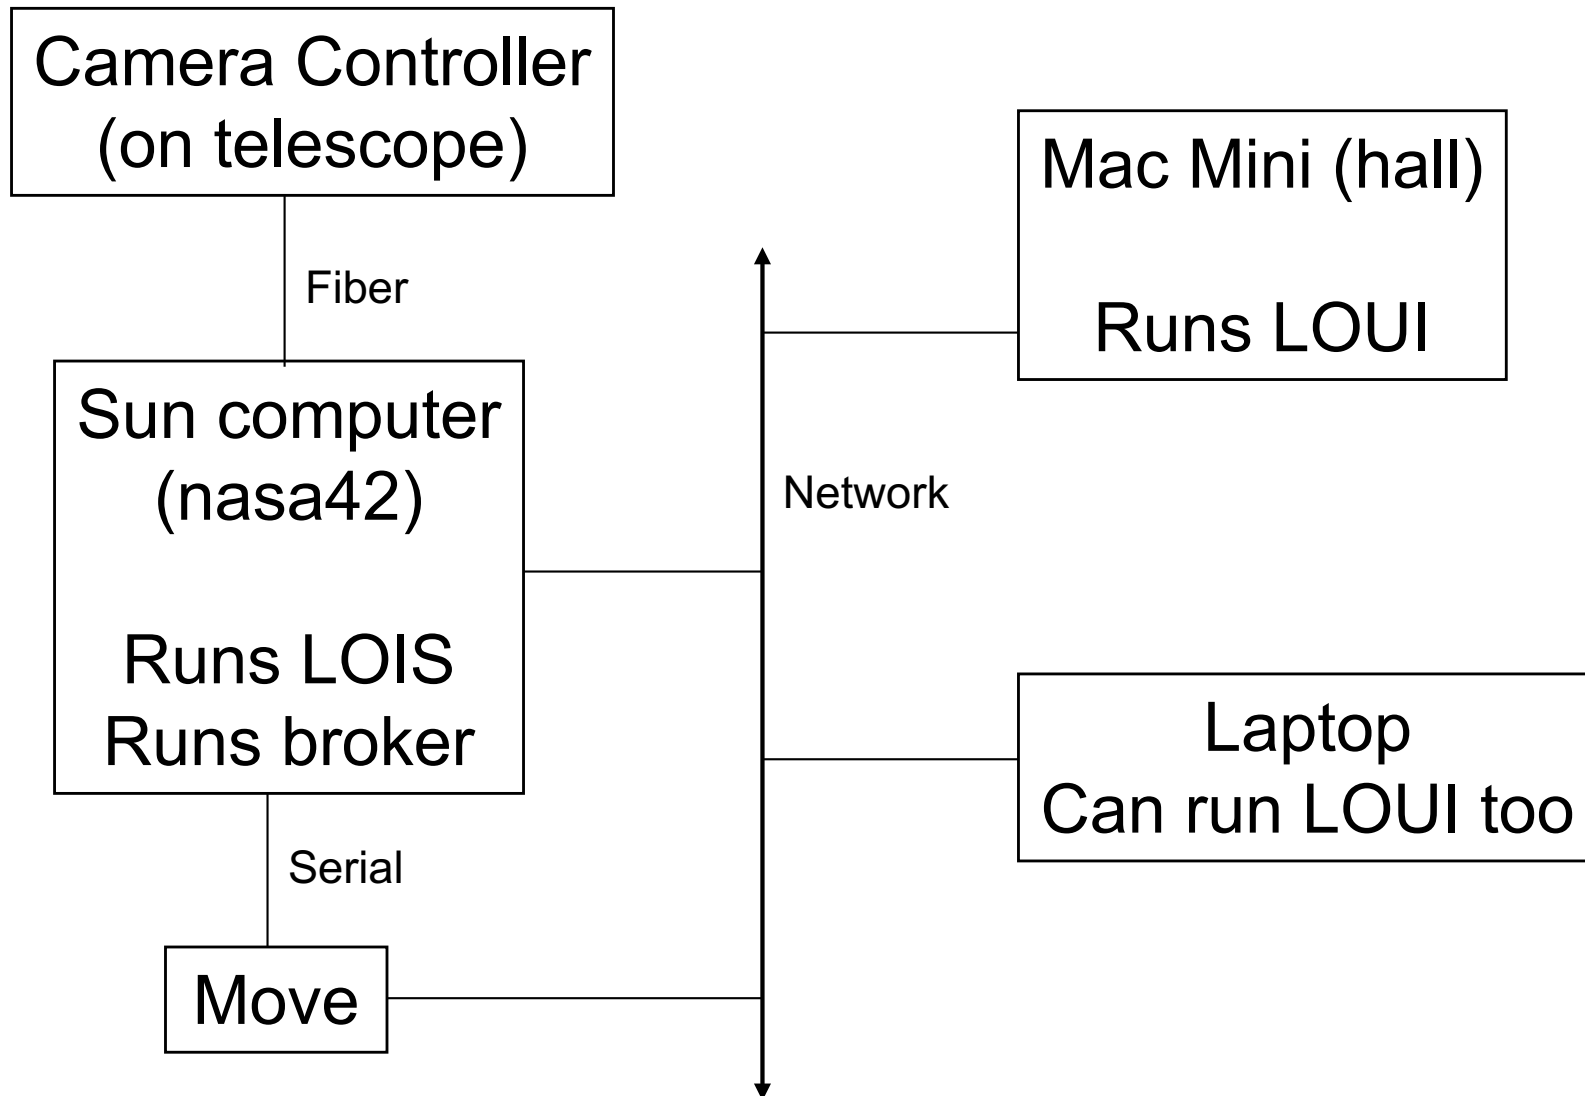 Camera Controller
(on telescope)
Fiber
Sun computer
(nasa42)
Runs LOIS
Runs broker
Serial
Move
Network
Mac Mini (hall)
Runs LOUI
Laptop
Can run LOUI too